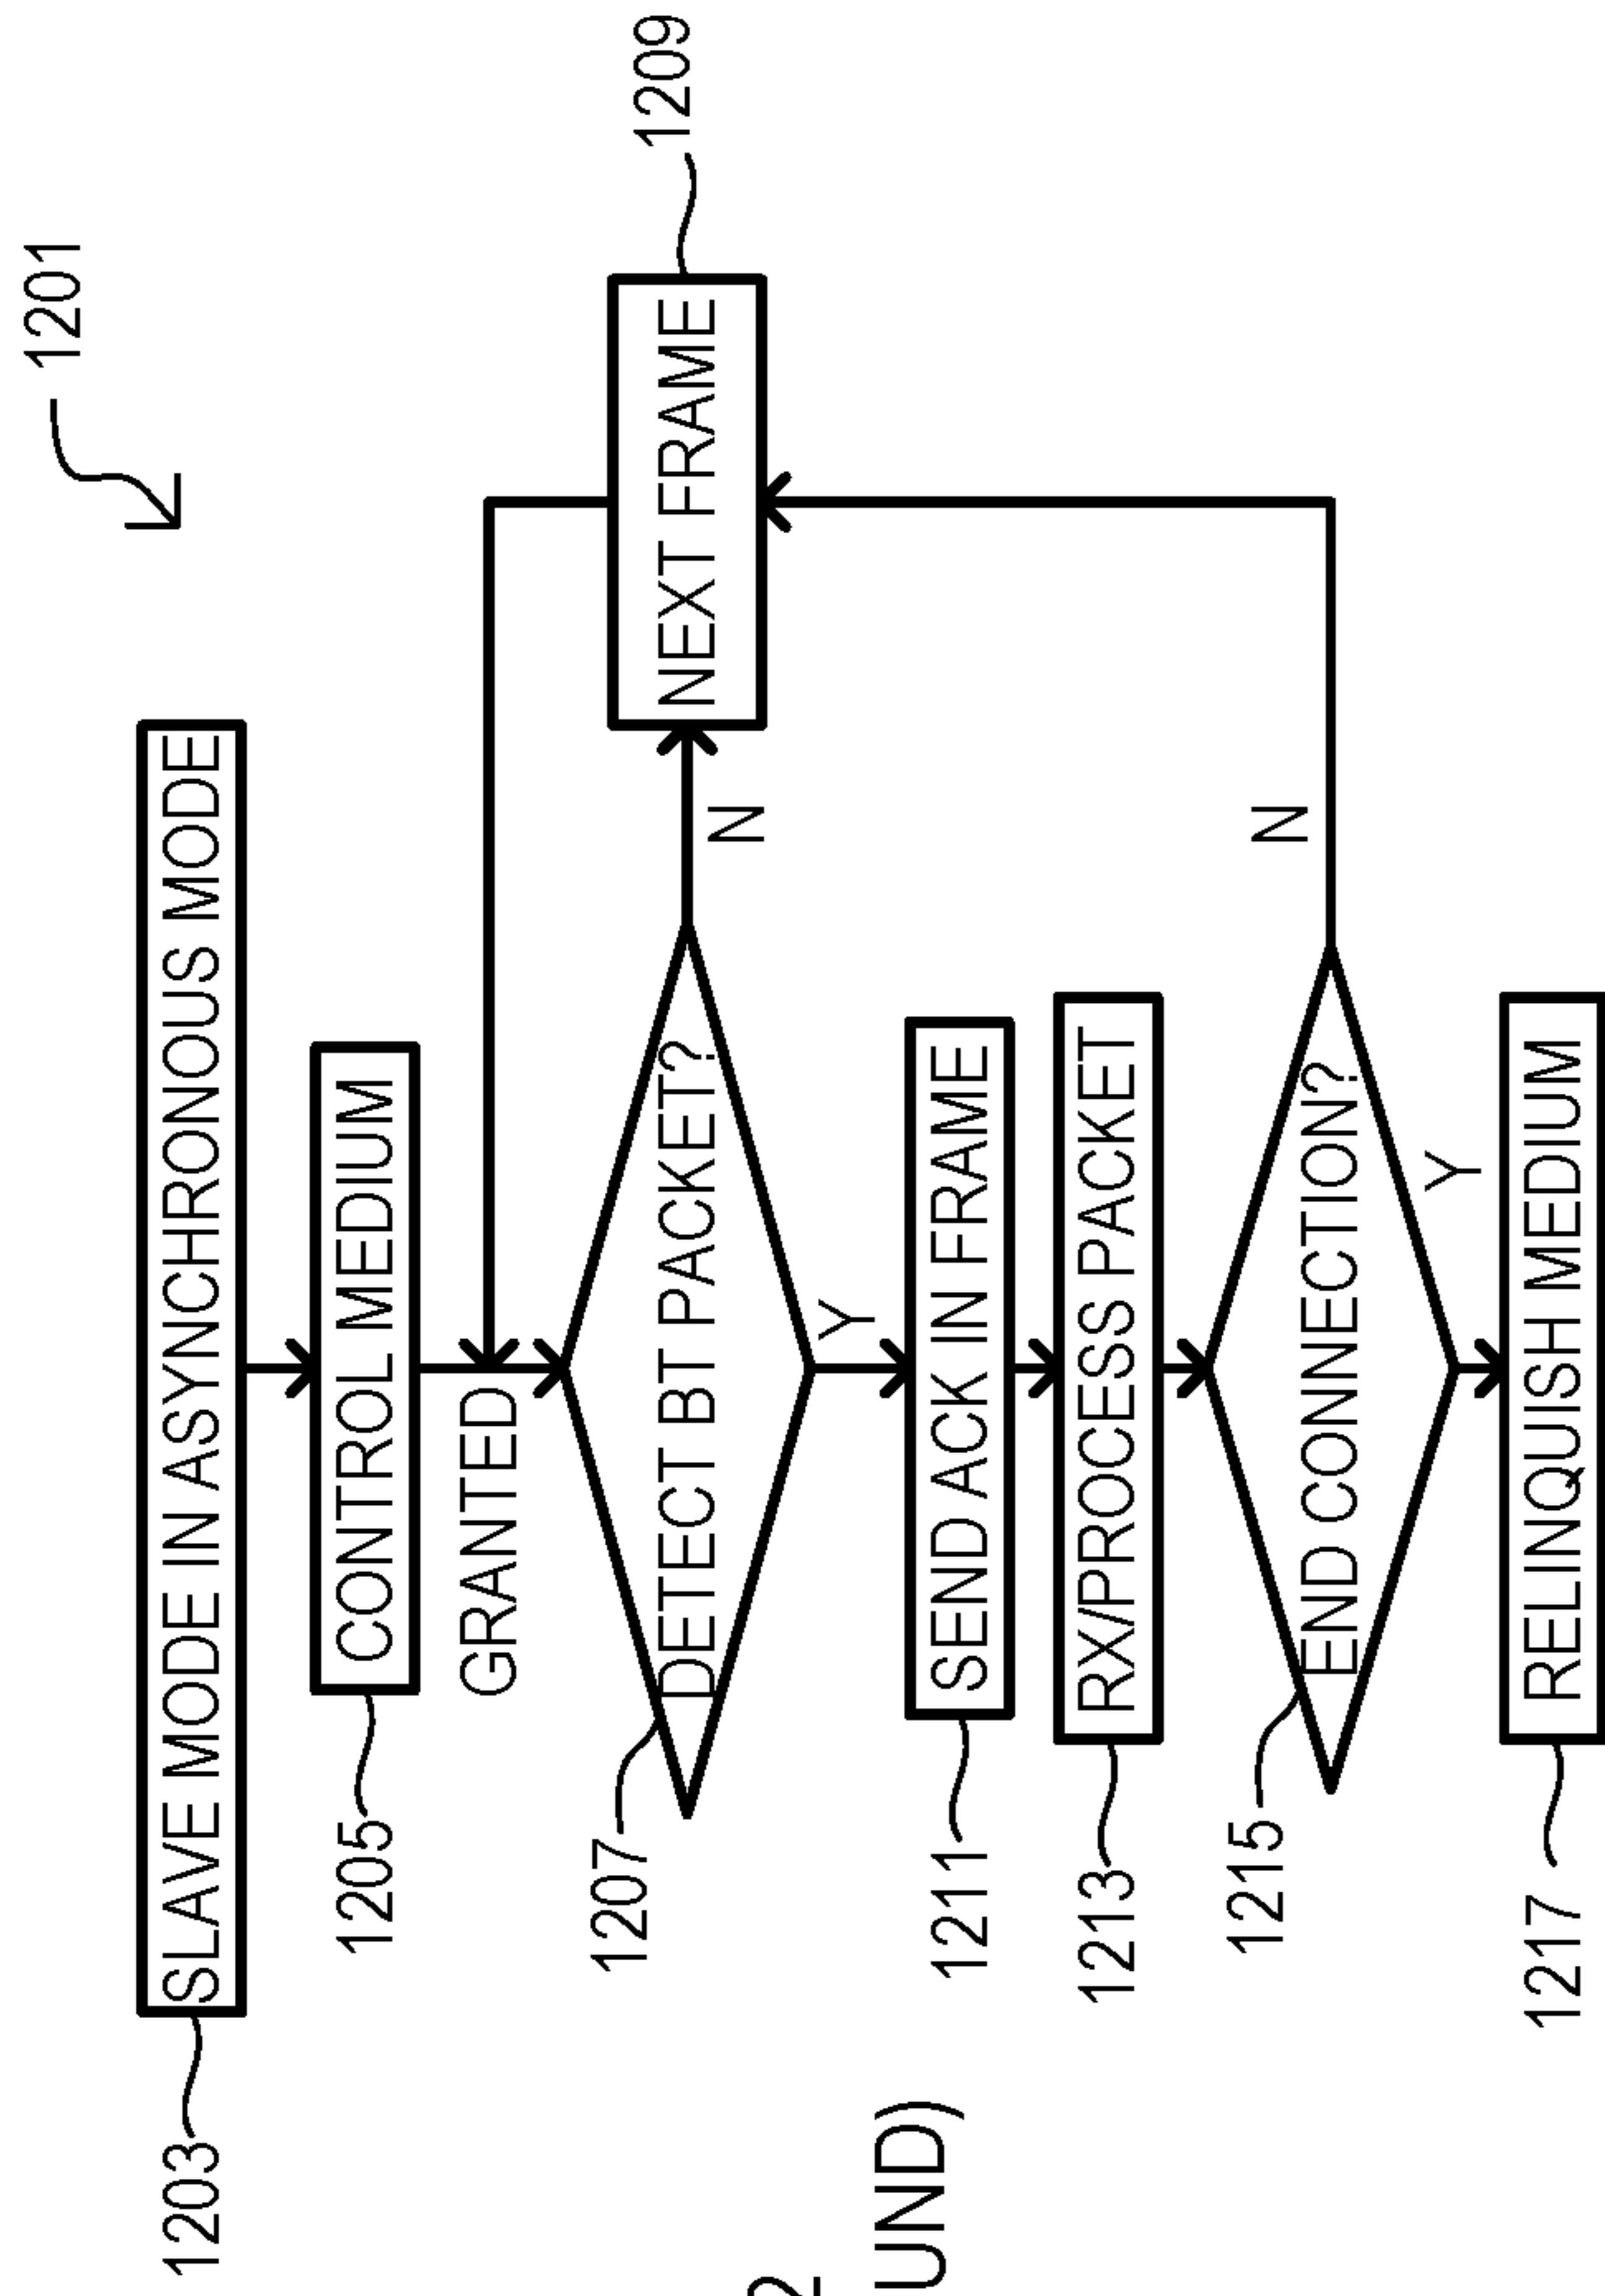 1201
1203
SLAVE MODE IN ASYNCHRONOUS MODE
1205
CONTROL MEDIUM
GRANTED
1207
DETECT BT PACKET?
N
NEXT FRAME
1209
Y
1211
SEND ACK IN FRAME
1213
RX/PROCESS PACKET
1215
END CONNECTION?
N
Y
1217
RELINQUISH MEDIUM
2
UND)